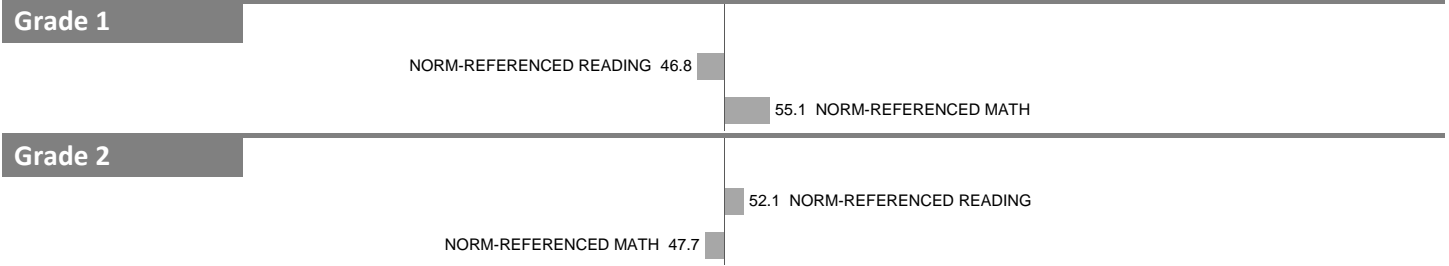 Grade 1
NORM-REFERENCED READING 46.8
55.1 NORM-REFERENCED MATH
Grade 2
52.1 NORM-REFERENCED READING
NORM-REFERENCED MATH 47.7